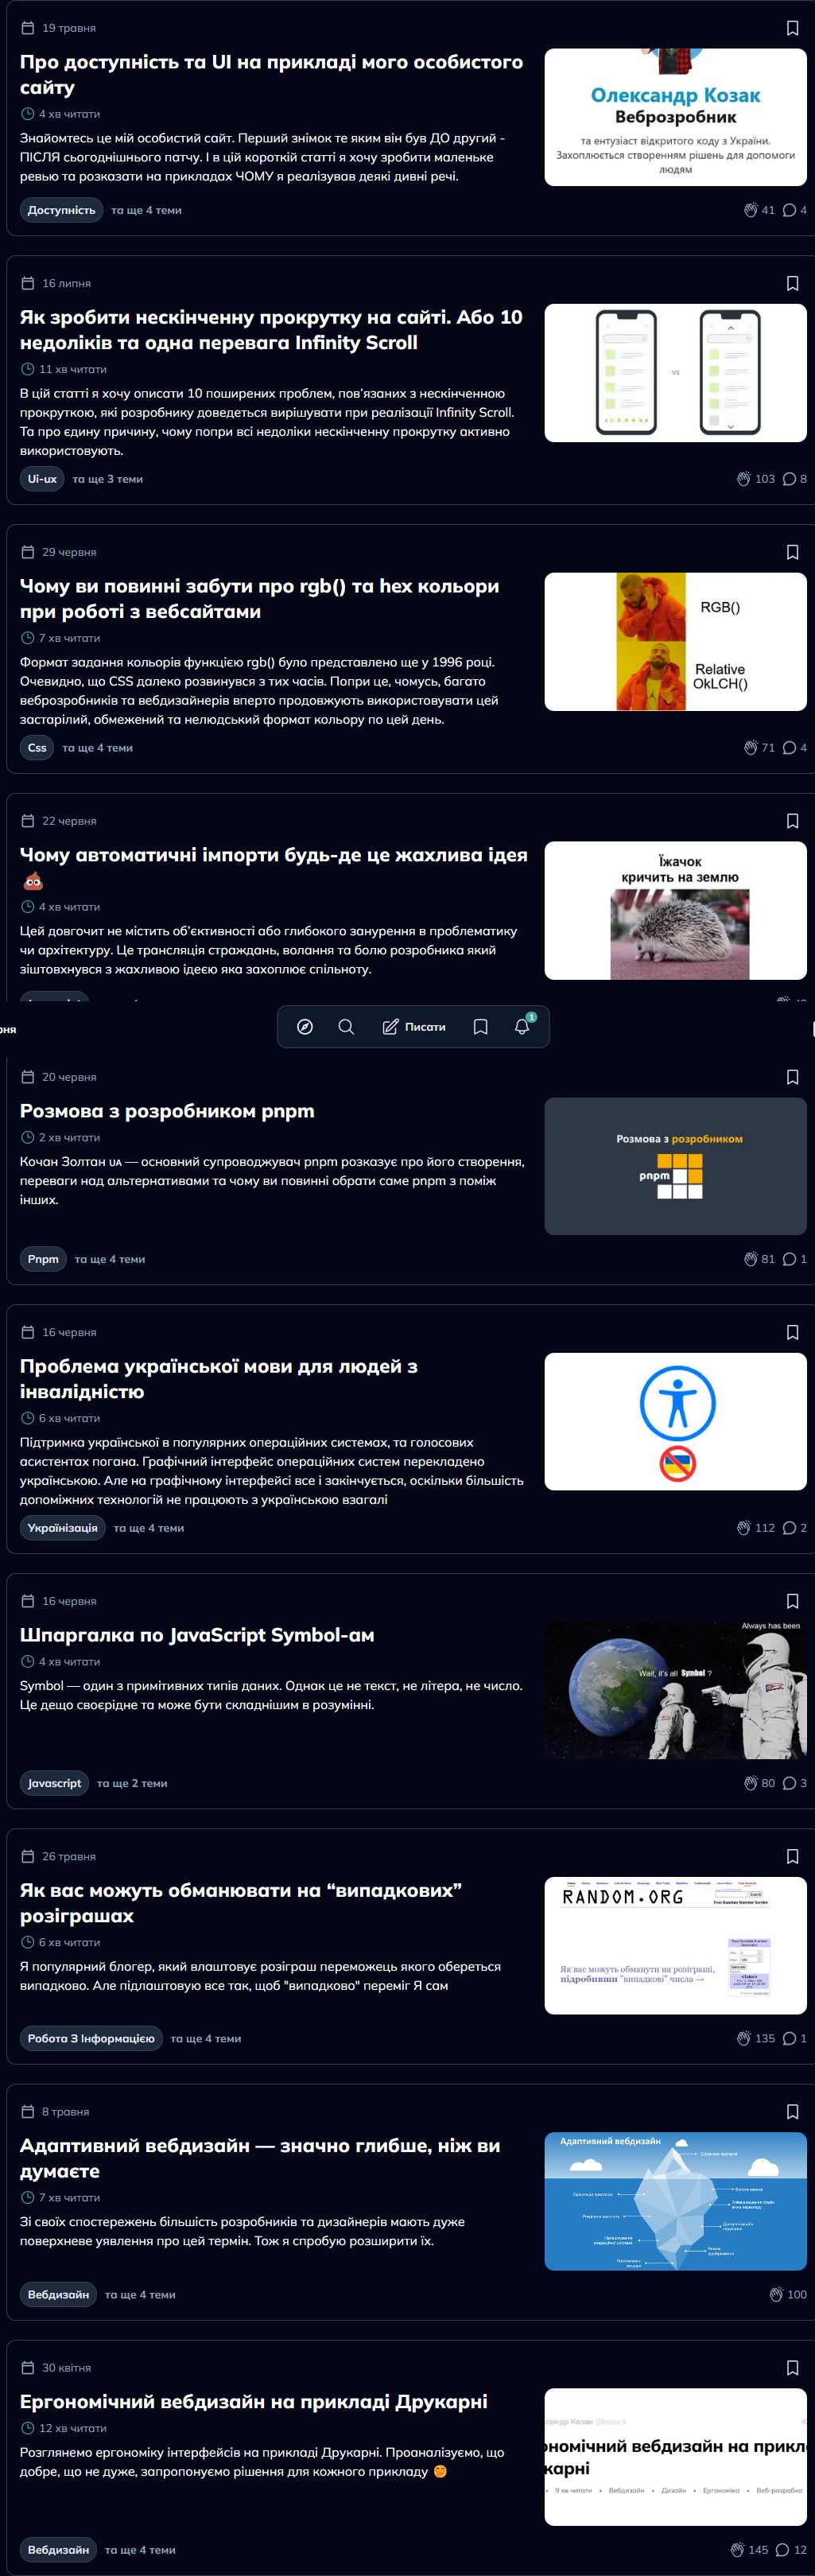 19 травня
Про доступність та UI на прикладі мого особистого
сайту
4 хв читати
Знайомтесь це мій особистий сайт. Перший знімок те яким він був ДО другий -
ПІСЛЯ сьогоднішнього патчу. І в цій короткій статті я хочу зробити маленьке
ревью та розказати на прикладах ЧОМУ я реалізував деякі дивні речі.
Олександр Козак
Веброзробник
та ентузіаст відкритого коду з України.
Захоплюється створенням рішень для допомоги
людям
Доступність та ще 4 теми
41 4
16 липня
Як зробити нескінченну прокрутку на сайті. Або 10
недоліків та одна перевага Infinity Scroll
11 хв читати
В цій статті я хочу описати 10 поширених проблем, пов'язаних з нескінченною
прокруткою, які розробнику доведеться вирішувати при реалізації Infinity Scroll.
Та про єдину причину, чому попри всі недоліки нескінченну прокрутку активно
використовують.
vs
Ui-ux та ще 3 теми
103 8
29 червня
Чому ви повинні забути про rgb() та hex кольори
при роботі з вебсайтами
7 хв читати
Формат задання кольорів функцією rgb() було представлено ще у 1996 році.
Очевидно, що CSS далеко розвинувся з тих часів. Попри це, чомусь, багато
веброзробників та вебдизайнерів вперто продовжують використовувати цей
застарілий, обмежений та нелюдський формат кольору по цей день.
RGB()
Relative
OkLCH()
Css та ще 4 теми
71 4
22 червня
Чому автоматичні імпорти будь-де це жахлива ідея
💩
4 хв читати
Цей довгочит не містить об'єктивності або глибокого занурення в проблематику
чи архітектуру. Це трансляція страждань, волання та болю розробника який
зіштовхнувся з жахливою ідеєю яка захоплює спільноту.
Їжачок
кричить на землю
рня
Писати
1
20 червня
Розмова з розробником pnpm
2 хв читати
Кочан Золтан UA — основний супроводжувач pnpm розказує про його створення,
переваги над альтернативами та чому ви повинні обрати саме pnpm з поміж
інших.
Розмова з розробником
pnpm
Pnpm та ще 4 теми
81 1
16 червня
Проблема української мови для людей з
інвалідністю
6 хв читати
Підтримка української в популярних операційних системах, та голосових
асистентах погана. Графічний інтерфейс операційних систем перекладено
українською. Але на графічному інтерфейсі все і закінчується, оскільки більшість
допоміжних технологій не працюють з українською взагалі
Українізація та ще 4 теми
112 2
16 червня
Шпаргалка по JavaScript Symbol-ам
4 хв читати
Symbol — один з примітивних типів даних. Однак це не текст, не літера, не число.
Це дещо своєрідне та може бути складнішим в розумінні.
Always has been
Wait, it's all Symbol ?
Javascript та ще 2 теми
80 3
26 травня
Як вас можуть обманювати на “випадкових”
розіграшах
6 хв читати
Я популярний блогер, який влаштовує розіграш переможець якого обереться
випадково. Але підлаштовую все так, щоб "випадково" переміг Я сам
RANDOM.ORG
Як вас можуть обманути на розіграші,
підробивши "випадкові" числа →
Робота З Інформацією та ще 4 теми
135 1
8 травня
Адаптивний вебдизайн — значно глибше, ніж ви
думаєте
7 хв читати
Зі своїх спостережень більшість розробників та дизайнерів мають дуже
поверхневе уявлення про цей термін. Тож я спробую розширити їх.
Адаптивний вебдизайн
Вебдизайн та ще 4 теми
100
30 квітня
Ергономічний вебдизайн на прикладі Друкарні
12 хв читати
Розглянемо ергономіку інтерфейсів на прикладі Друкарні. Проаналізуємо, що
добре, що не дуже, запропонуємо рішення для кожного прикладу
сандр Козак @kozack
ономічний вебдизайн на прикл
карні
9 хв читати • Вебдизайн • Дизайн • Ергономіка • Веб-розробка
Вебдизайн та ще 4 теми
145 12